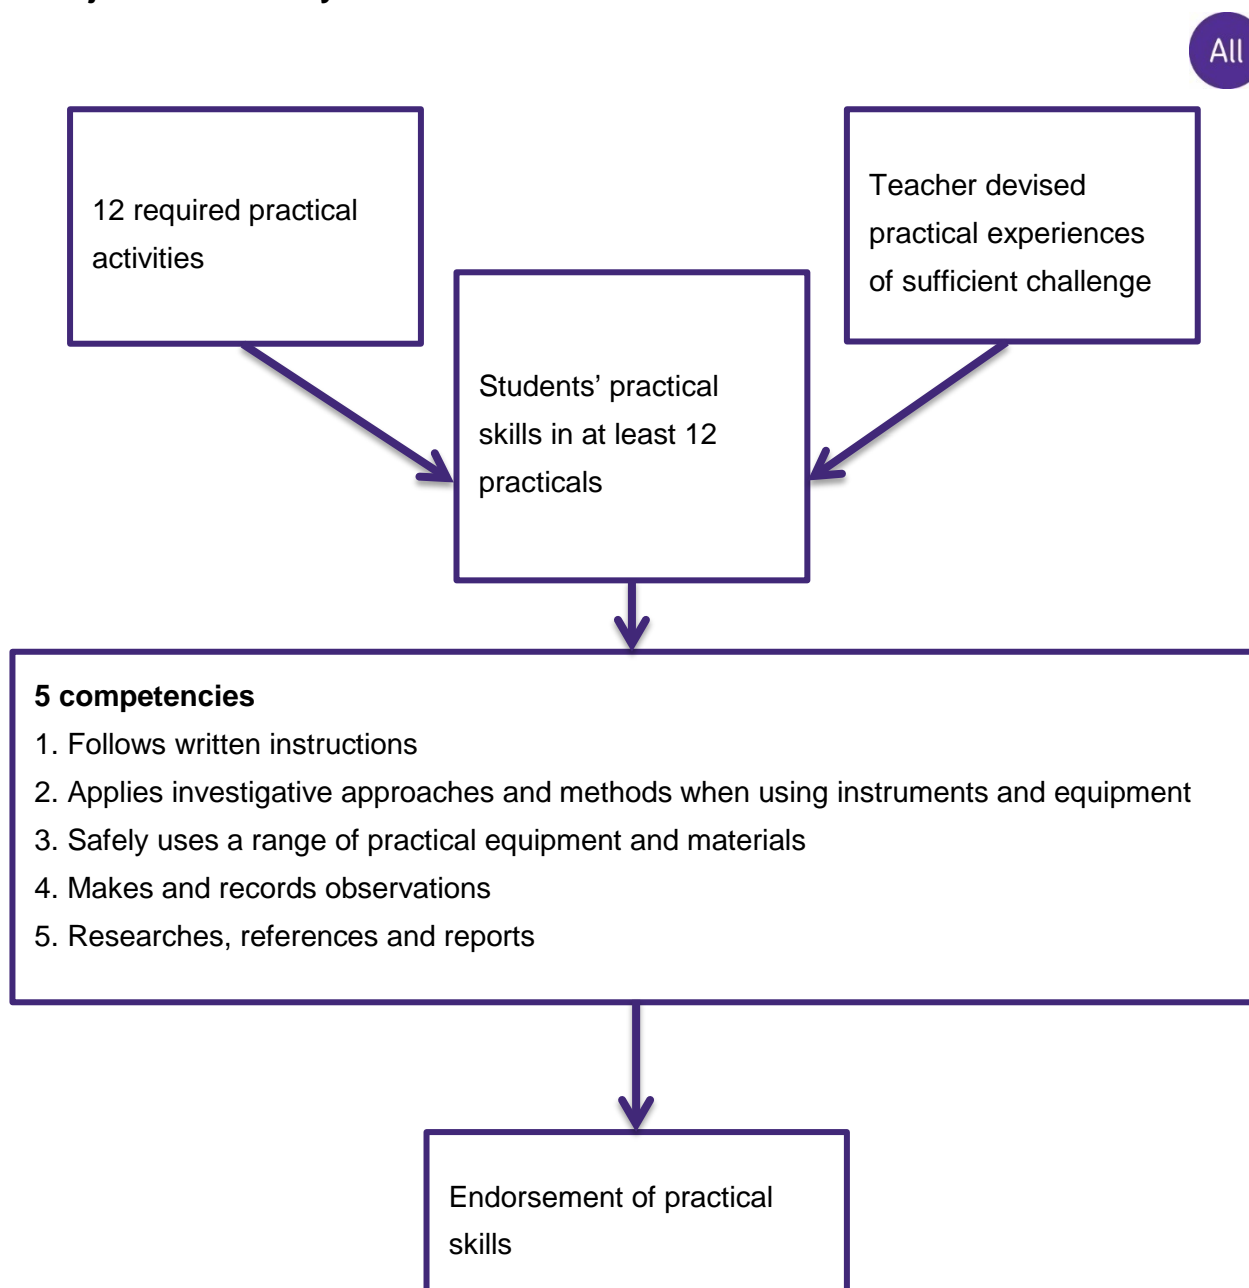 All
12 required practical
activities
Teacher devised
practical experiences
of sufficient challenge
Students’ practical
skills in at least 12
practicals
5 competencies
1. Follows written instructions
2. Applies investigative approaches and methods when using instruments and equipment
3. Safely uses a range of practical equipment and materials
4. Makes and records observations
5. Researches, references and reports
Endorsement of practical
skills